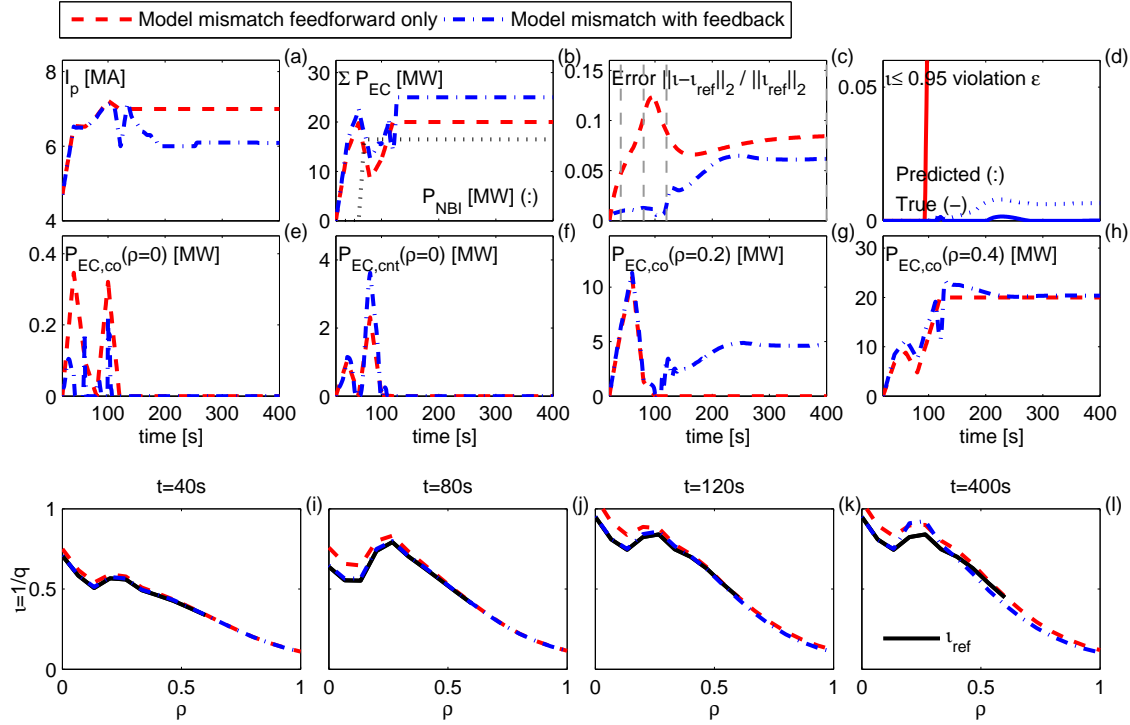 Model mismatch feedforward only Model mismatch with feedback
(a) (b) (c) (d)
I_p [MA]
Σ P_EC [MW]
Error ||ι−ι_ref||_2 / ||ι_ref||_2
ι≤ 0.95 violation ε
P_NBI [MW] (:)
Predicted (:)
True (−)
4 6 8
0 5 10 15 20 25 30
0 0.05 0.1 0.15
0 0.05
(e) (f) (g) (h)
P_EC,co(ρ=0) [MW]
P_EC,cnt(ρ=0) [MW]
P_EC,co(ρ=0.2) [MW]
P_EC,co(ρ=0.4) [MW]
0 0.2 0.4
0 2 4
0 5 10
0 10 20
100 200 300 400
100 200 300 400
100 200 300 400
100 200 300 400
time [s] time [s] time [s] time [s]
t=40s t=80s t=120s t=400s
(i) (j) (k) (l)
ι=1/q
0 0.5 1
ι_ref
0 0.5 1
0 0.5 1
0 0.5 1
0 0.5 1
ρ ρ ρ ρ